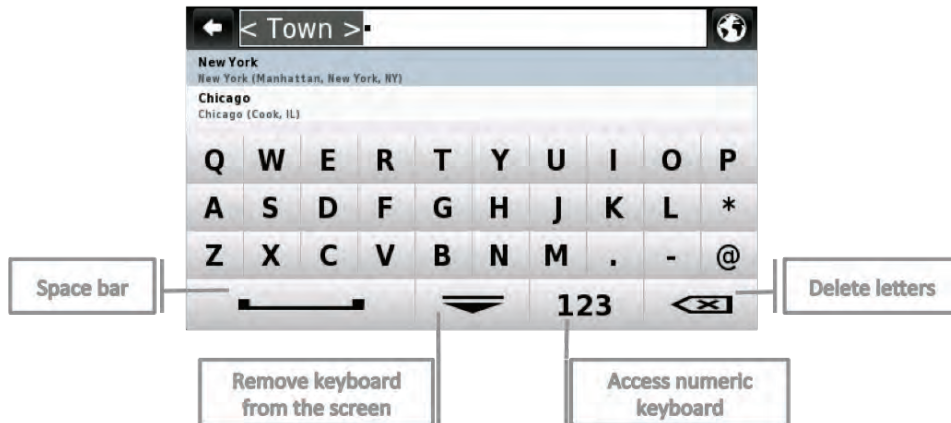 < Town >
New York
New York (Manhattan, New York, NY)
Chicago
Chicago (Cook, IL)
Q W E R T Y U I O P
A S D F G H J K L *
Z X C V B N M . - @
Space bar
123
Delete letters
Remove keyboard
from the screen
Access numeric
keyboard